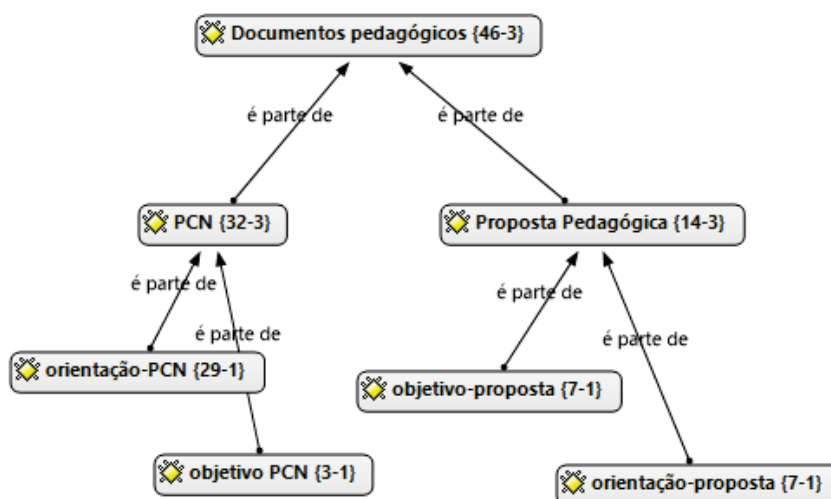 Documentos pedagógicos {46-3}
é parte de
é parte de
PCN {32-3}
Proposta Pedagógica {14-3}
é parte de
é parte de
é parte de
é parte de
orientação-PCN {29-1}
objetivo-proposta {7-1}
objetivo PCN {3-1}
orientação-proposta {7-1}